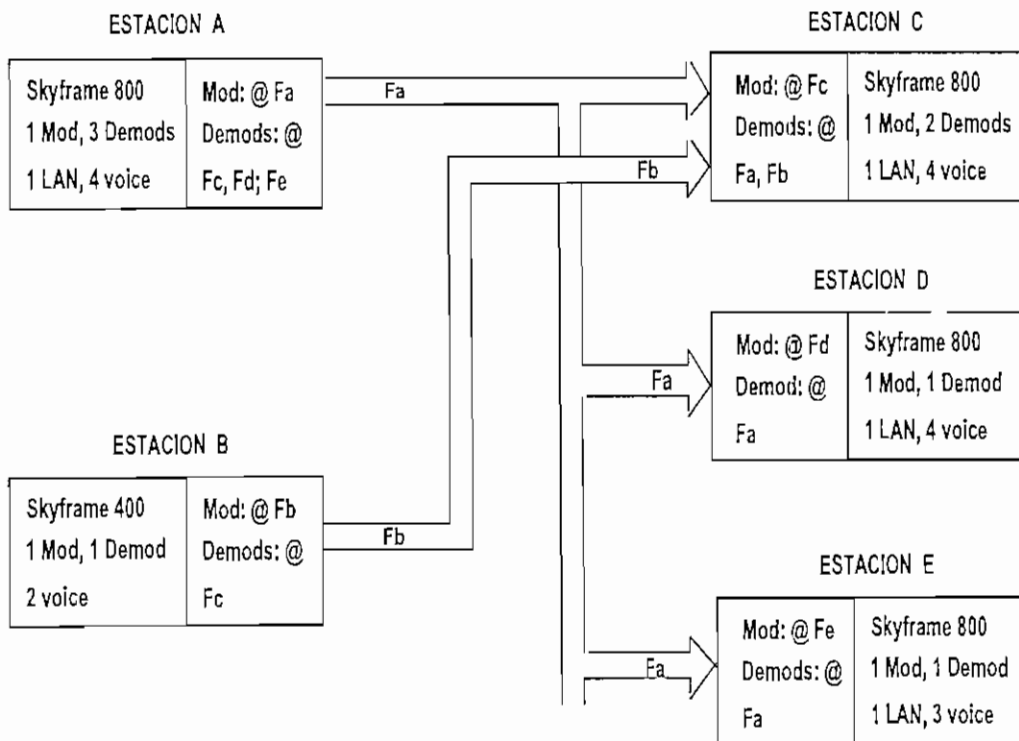 ESTACION A
Skyframe 800
1 Mod, 3 Demods
1 LAN, 4 voice
Mod: @ Fa
Demods: @
Fc, Fd; Fe
Fa
ESTACION B
Skyframe 400
1 Mod, 1 Demod
2 voice
Mod: @ Fb
Demods: @
Fc
Fb
Fb
ESTACION C
Mod: @ Fc
Demods: @
Fa, Fb
Skyframe 800
1 Mod, 2 Demods
1 LAN, 4 voice
ESTACION D
Fa
Mod: @ Fd
Demod: @
Fa
Skyframe 800
1 Mod, 1 Demod
1 LAN, 4 voice
ESTACION E
Fa
Mod: @ Fe
Demods: @
Fa
Skyframe 800
1 Mod, 1 Demod
1 LAN, 3 voice